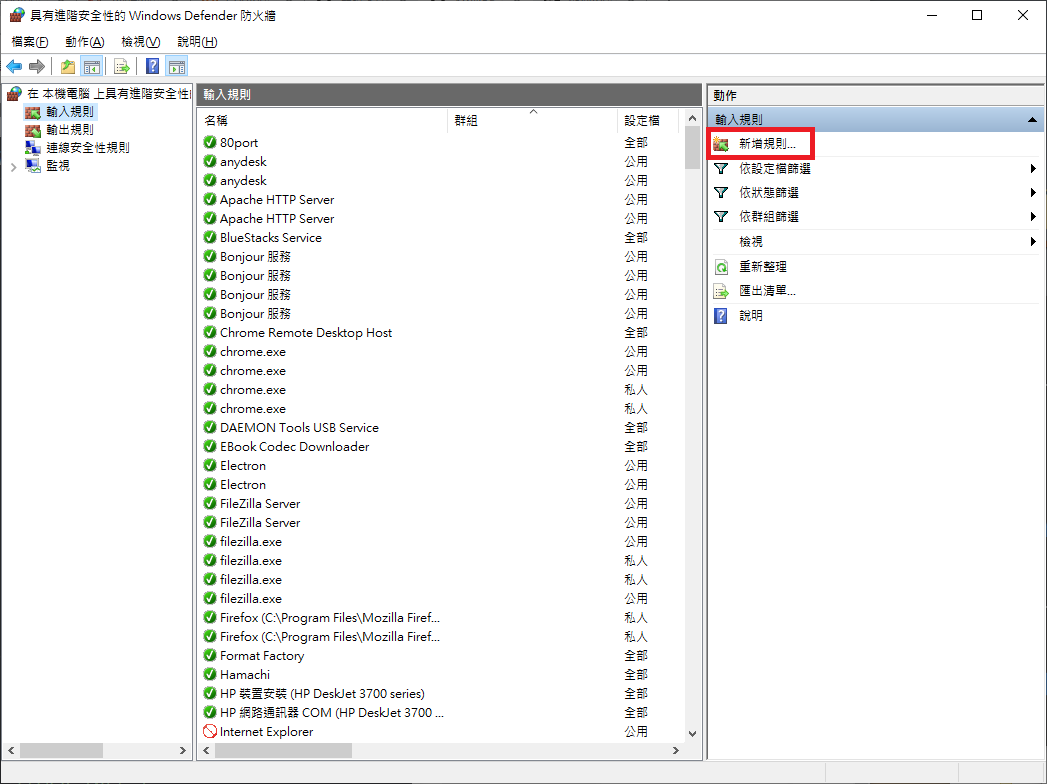 具有進階安全性的 Windows Defender 防火牆
檔案(F) 動作(A) 檢視(V) 說明(H)
在 本機電腦 上具有進階安全性
輸入規則
輸出規則
連線安全性規則
監視
輸入規則
名稱 群組 設定檔
80port 全部
anydesk 公用
anydesk 公用
Apache HTTP Server 公用
Apache HTTP Server 公用
BlueStacks Service 全部
Bonjour 服務 公用
Bonjour 服務 公用
Bonjour 服務 公用
Bonjour 服務 公用
Chrome Remote Desktop Host 全部
chrome.exe 公用
chrome.exe 公用
chrome.exe 私人
chrome.exe 私人
DAEMON Tools USB Service 全部
EBook Codec Downloader 全部
Electron 公用
Electron 公用
FileZilla Server 公用
FileZilla Server 公用
filezilla.exe 公用
filezilla.exe 私人
filezilla.exe 私人
filezilla.exe 公用
Firefox (C:\Program Files\Mozilla Firef... 私人
Firefox (C:\Program Files\Mozilla Firef... 私人
Format Factory 全部
Hamachi 全部
HP 裝置安裝 (HP DeskJet 3700 series) 全部
HP 網路通訊器 COM (HP DeskJet 3700 ... 全部
Internet Explorer 公用
動作
輸入規則
新增規則...
依設定檔篩選
依狀態篩選
依群組篩選
檢視
重新整理
匯出清單...
說明